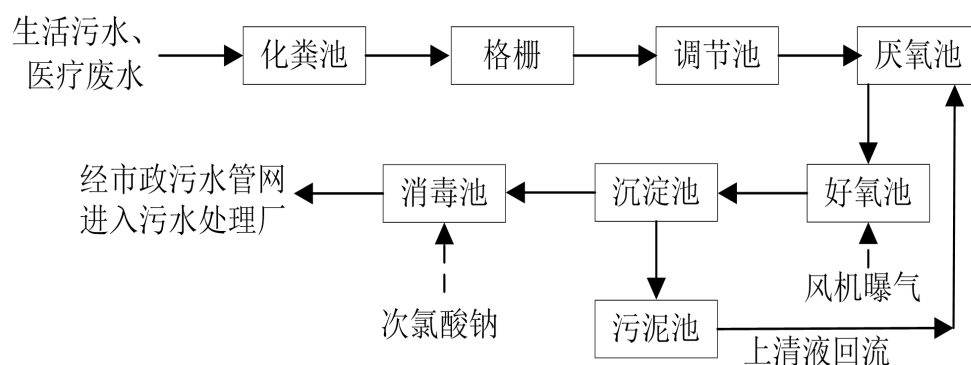 生活污水、
医疗废水
化粪池
格栅
调节池
厌氧池
经市政污水管网
进入污水处理厂
消毒池
沉淀池
好氧池
次氯酸钠
污泥池
风机曝气
上清液回流